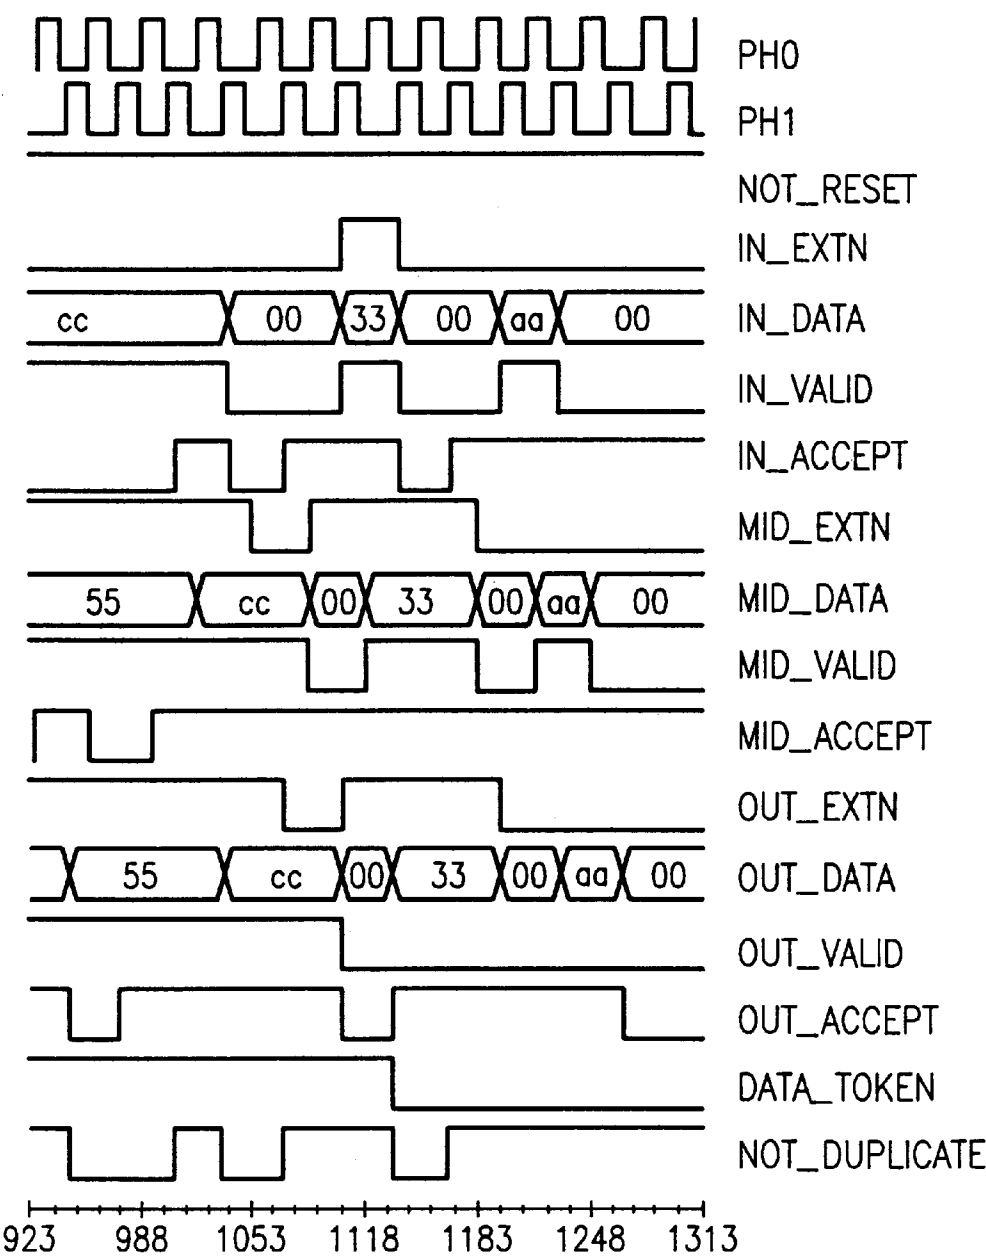 PH0
PH1
NOT_RESET
IN_EXTN
cc 00 33 00 aa 00 IN_DATA
IN_VALID
IN_ACCEPT
MID_EXTN
55 cc 00 33 00 aa 00 MID_DATA
MID_VALID
MID_ACCEPT
OUT_EXTN
55 cc 00 33 00 aa 00 OUT_DATA
OUT_VALID
OUT_ACCEPT
DATA_TOKEN
NOT_DUPLICATE
923 988 1053 1118 1183 1248 1313